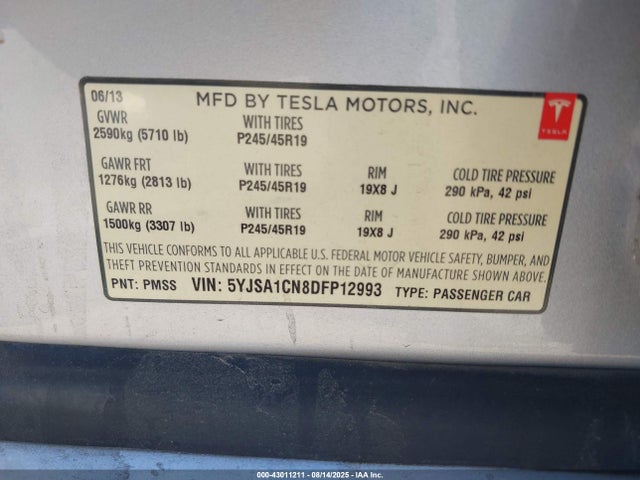 06/13 MFD BY TESLA MOTORS, INC.
TESLA
GVWR WITH TIRES
2590kg (5710 lb) P245/45R19
GAWR FRT WITH TIRES RIM COLD TIRE PRESSURE
1276kg (2813 lb) P245/45R19 19X8 J 290 kPa, 42 psi
GAWR RR WITH TIRES RIM COLD TIRE PRESSURE
1500kg (3307 lb) P245/45R19 19X8 J 290 kPa, 42 psi
THIS VEHICLE CONFORMS TO ALL APPLICABLE U.S. FEDERAL MOTOR VEHICLE SAFETY, BUMPER, AND
THEFT PREVENTION STANDARDS IN EFFECT ON THE DATE OF MANUFACTURE SHOWN ABOVE.
PNT: PMSS VIN: 5YJSA1CN8DFP12993 TYPE: PASSENGER CAR
000-43011211 - 08/14/2025 - IAAI.COM